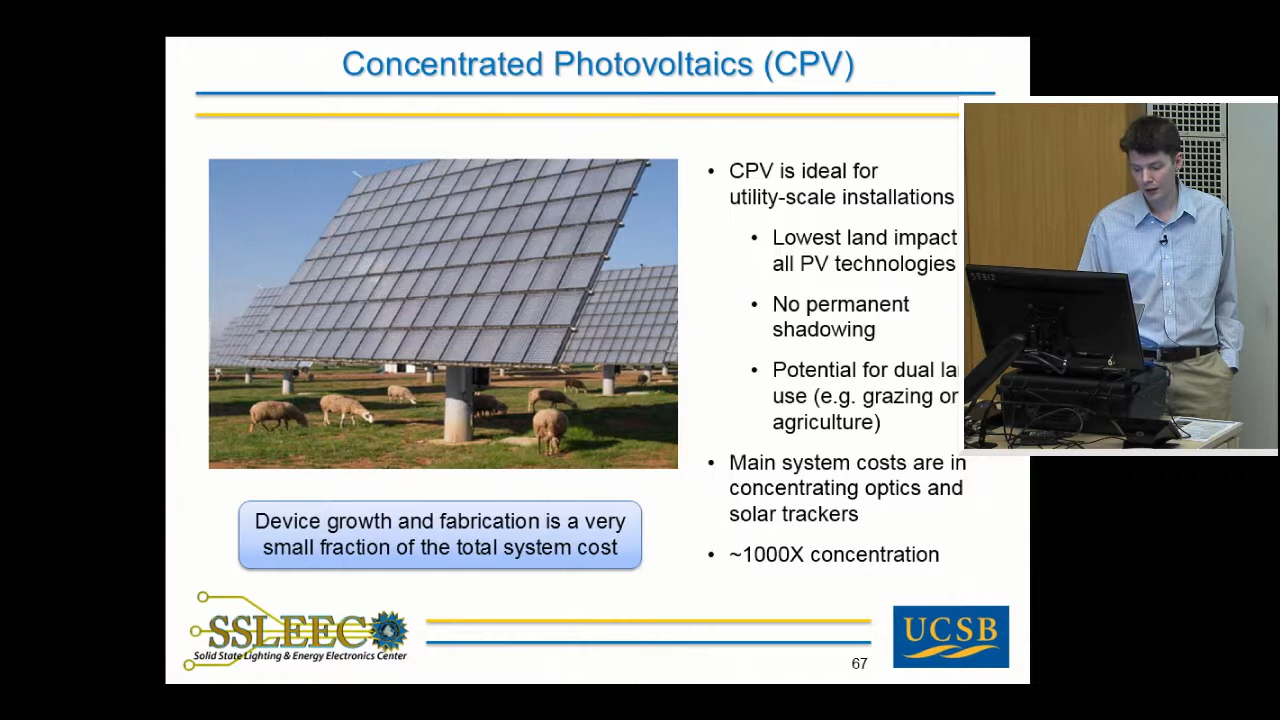 Concentrated Photovoltaics (CPV)
• CPV is ideal for
utility-scale installations
• Lowest land impact
all PV technologies
• No permanent
shadowing
• Potential for dual
use (e.g. grazing or
agriculture)
• Main system costs are in
concentrating optics and
solar trackers
• ~1000X concentration
Device growth and fabrication is a very
small fraction of the total system cost
SSLEEC
Solid State Lighting & Energy Electronics Center
UCSB
67